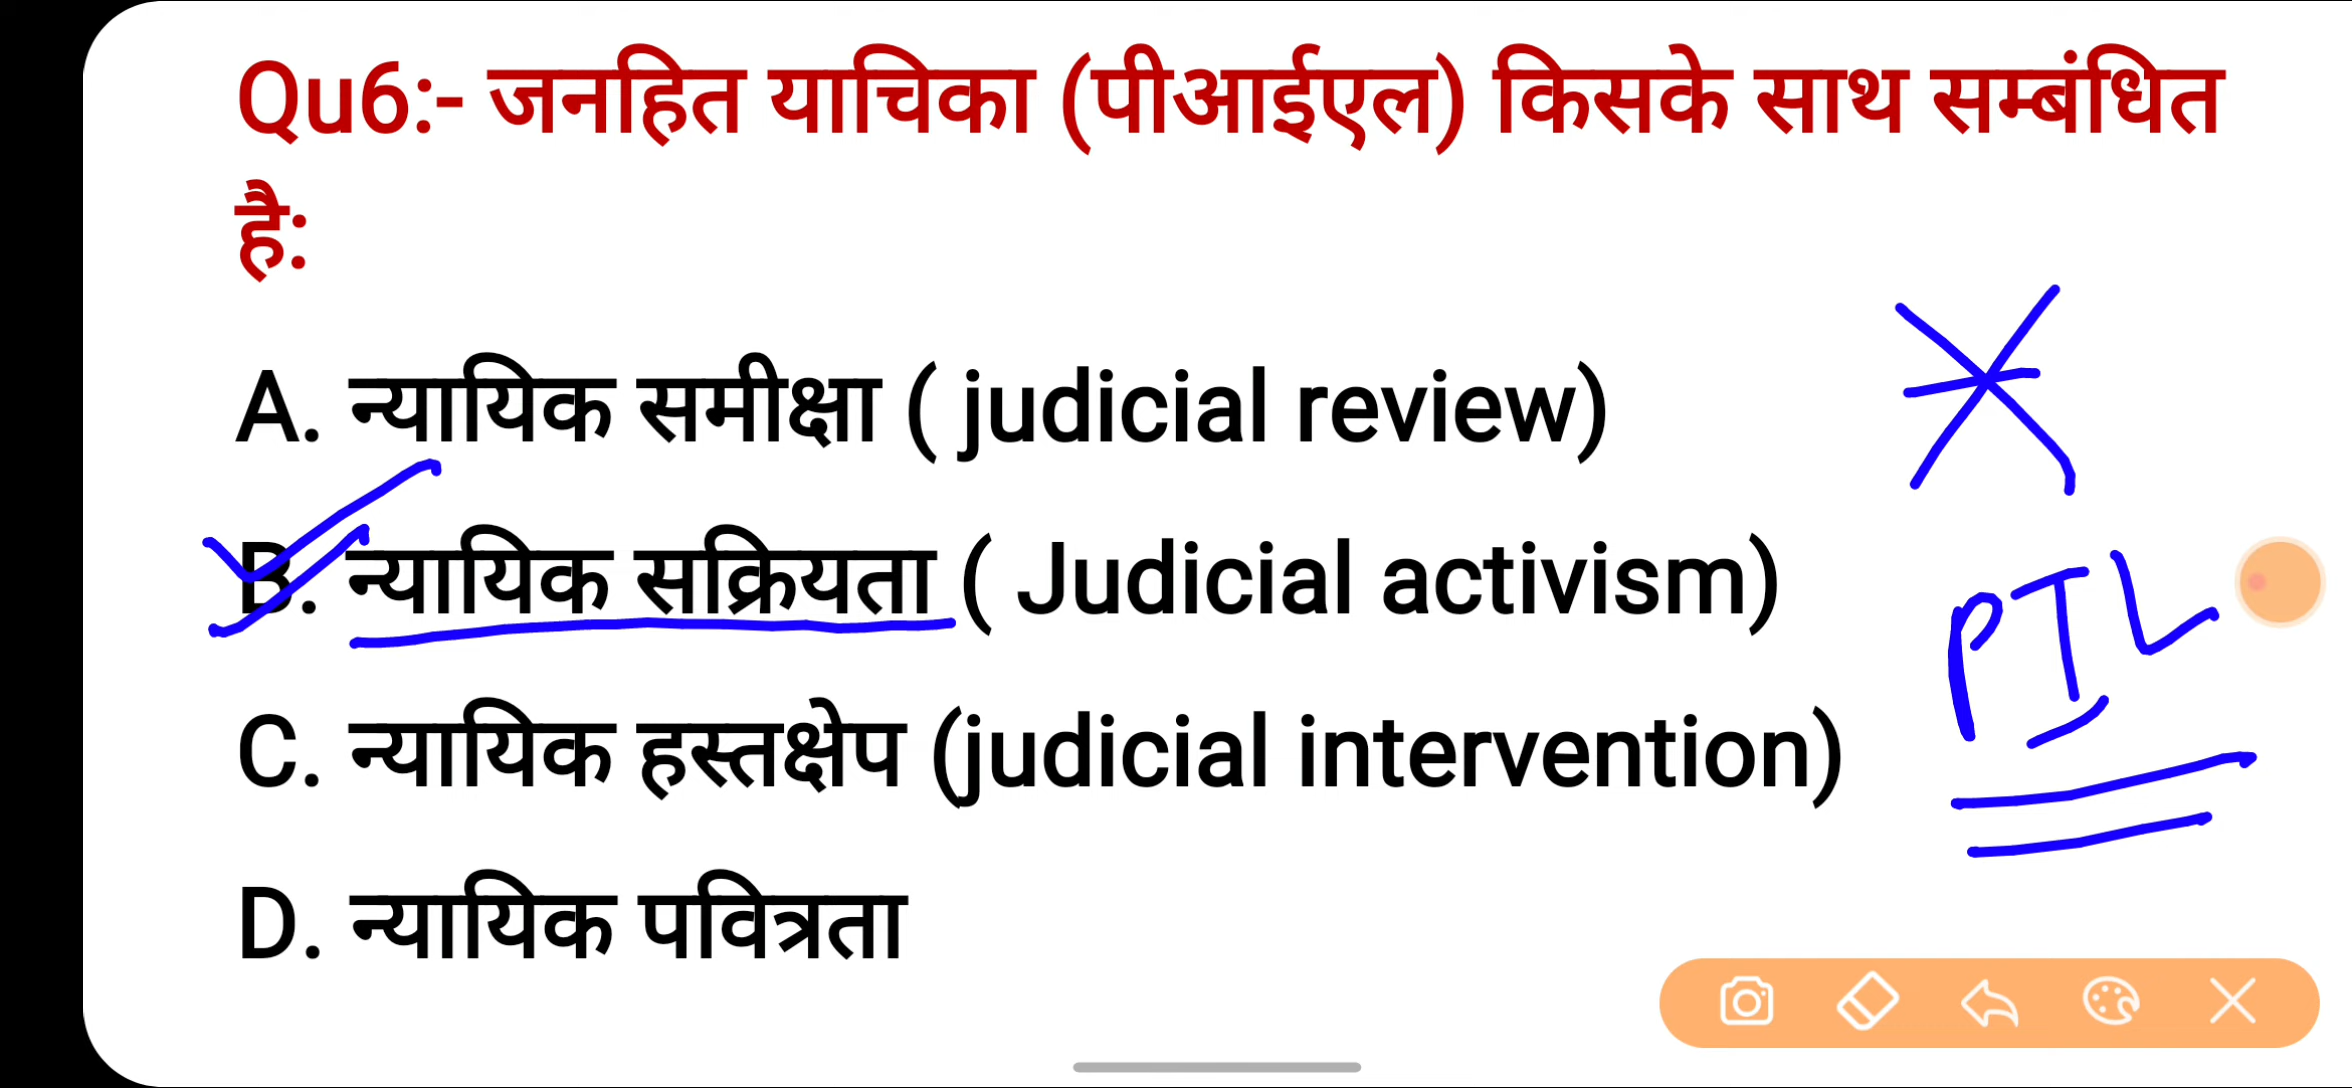 Qu6:- जनहित याचिका (पीआईएल) किसके साथ सम्बंधित
है:
A. न्यायिक समीक्षा ( judicial review)
B. न्यायिक सक्रियता ( Judicial activism)
PIL
C. न्यायिक हस्तक्षेप (judicial intervention)
D. न्यायिक पवित्रता